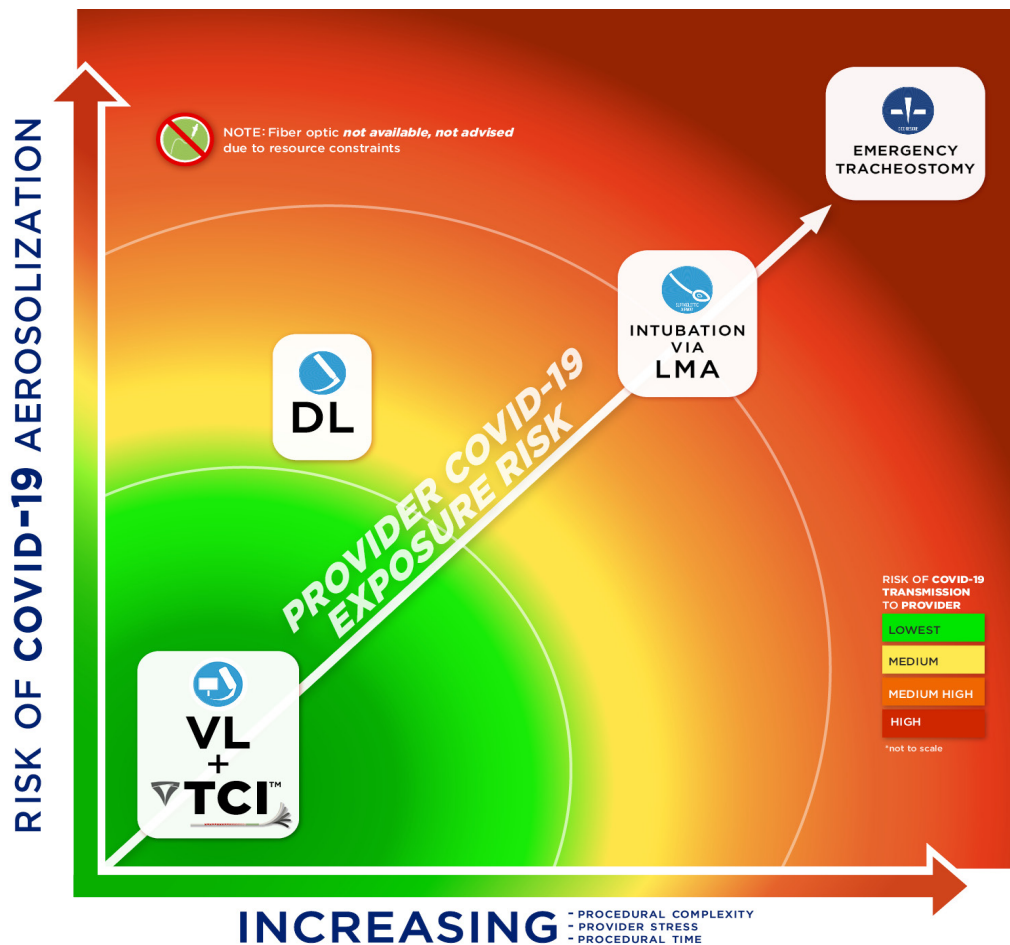 RISK OF COVID-19 AEROSOLIZATION
NOTE: Fiber optic not available, not advised
due to resource constraints
EMERGENCY
TRACHEOSTOMY
INTUBATION
VIA
LMA
DL
PROVIDER COVID-19
EXPOSURE RISK
VL
+
TCI™
RISK OF COVID-19
TRANSMISSION
TO PROVIDER
LOWEST
MEDIUM
MEDIUM HIGH
HIGH
*not to scale
INCREASING
- PROCEDURAL COMPLEXITY
- PROVIDER STRESS
- PROCEDURAL TIME